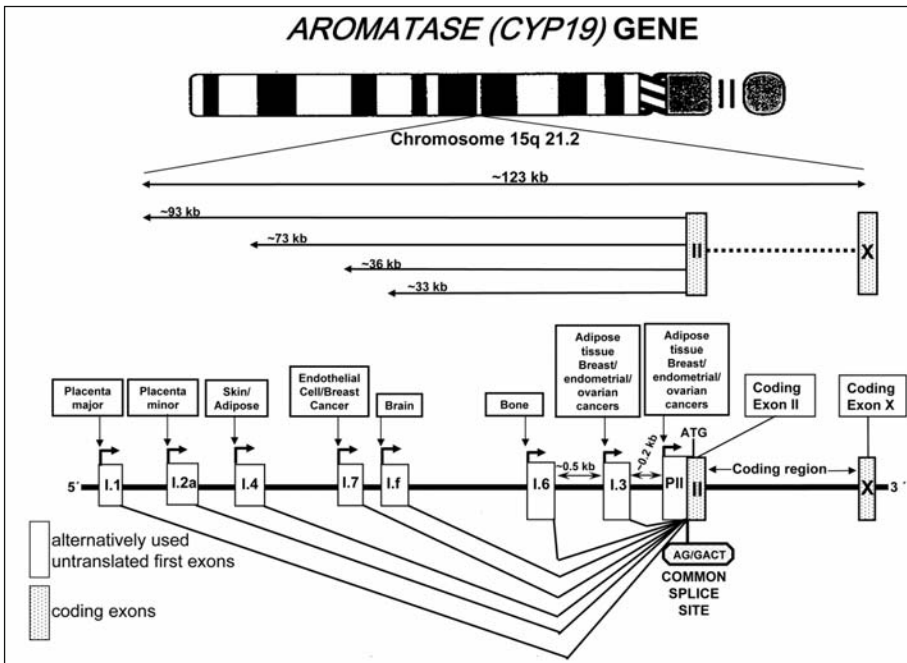 AROMATASE (CYP19) GENE
Chromosome 15q 21.2
~123 kb
~93 kb
~73 kb
~36 kb
~33 kb
II
X
Placenta
major
Placenta
minor
Skin/
Adipose
Endothelial
Cell/Breast
Cancer
Brain
Bone
Adipose
tissue
Breast/
endometrial/
ovarian
cancers
Adipose
tissue
Breast/
endometrial/
ovarian
cancers
Coding
Exon II
Coding
Exon X
ATG
~0.5 kb
~0.2 kb
Coding region
5´
I.1
I.2a
I.4
I.7
I.f
I.6
I.3
PII
II
X
3 ´
alternatively used
untranslated first exons
coding exons
AG/GACT
COMMON
SPLICE
SITE